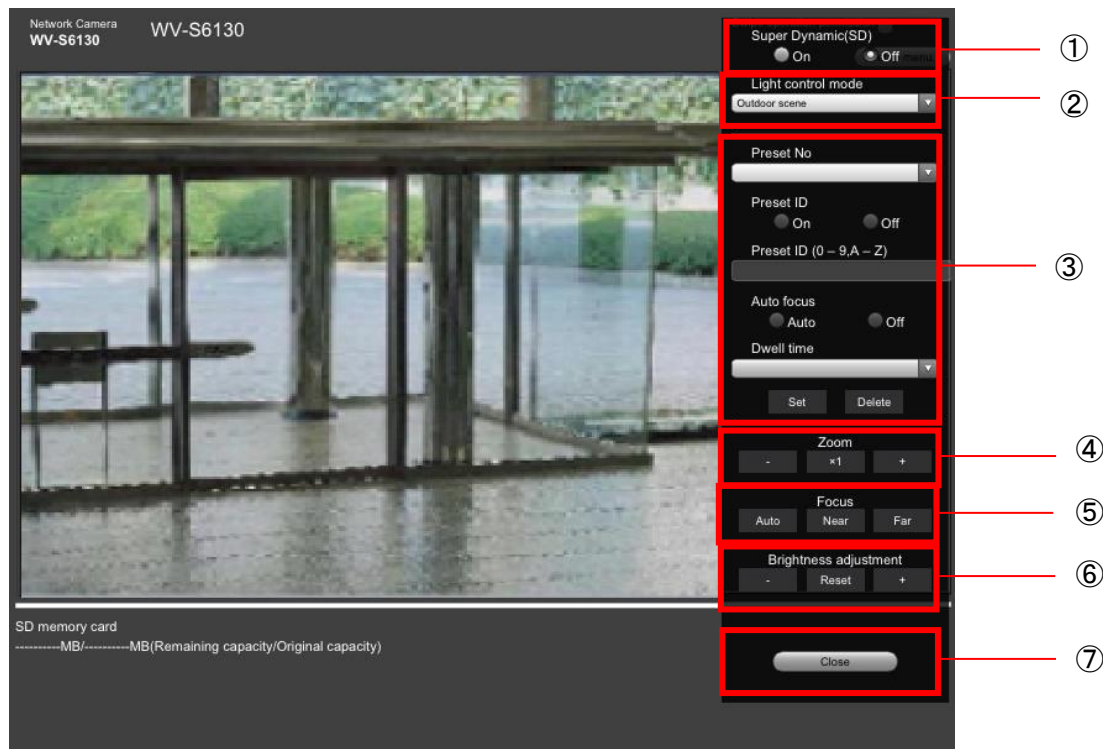 Network Camera
WV-S6130
WV-S6130
Super Dynamic(SD)
On Off menu
①
Light control mode
Outdoor scene
②
Preset No
Preset ID
On Off
Preset ID (0 – 9,A – Z)
③
Auto focus
Auto Off
Dwell time
Set Delete
Zoom
- ×1 +
④
Focus
Auto Near Far
⑤
Brightness adjustment
- Reset +
⑥
SD memory card
----------MB/----------MB(Remaining capacity/Original capacity)
Close
⑦